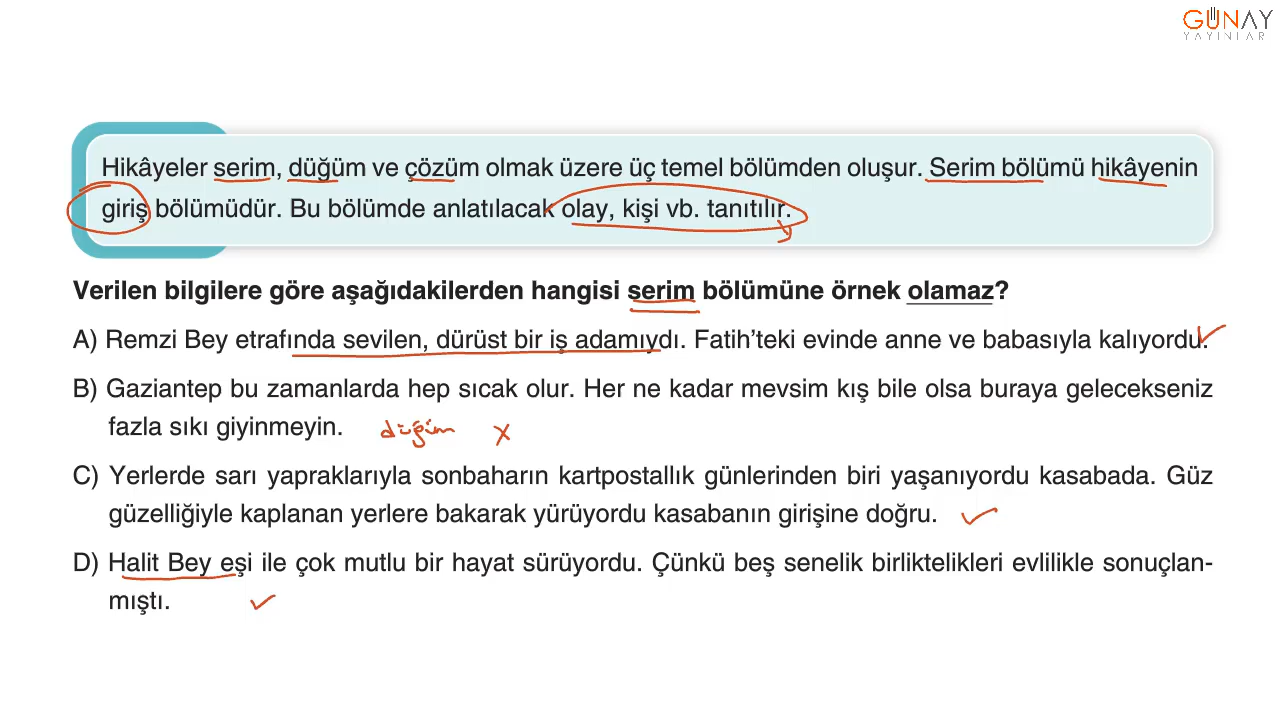 GÜNAY
YAYINLAR
Hikâyeler serim, düğüm ve çözüm olmak üzere üç temel bölümden oluşur. Serim bölümü hikâyenin
giriş bölümüdür. Bu bölümde anlatılacak olay, kişi vb. tanıtılır.
Verilen bilgilere göre aşağıdakilerden hangisi serim bölümüne örnek olamaz?
A) Remzi Bey etrafında sevilen, dürüst bir iş adamıydı. Fatih’teki evinde anne ve babasıyla kalıyordu.
B) Gaziantep bu zamanlarda hep sıcak olur. Her ne kadar mevsim kış bile olsa buraya gelecekseniz
fazla sıkı giyinmeyin. düğüm x
C) Yerlerde sarı yapraklarıyla sonbaharın kartpostallık günlerinden biri yaşanıyordu kasabada. Güz
güzelliğiyle kaplanan yerlere bakarak yürüyordu kasabanın girişine doğru.
D) Halit Bey eşi ile çok mutlu bir hayat sürüyordu. Çünkü beş senelik birliktelikleri evlilikle sonuçlan-
mıştı.